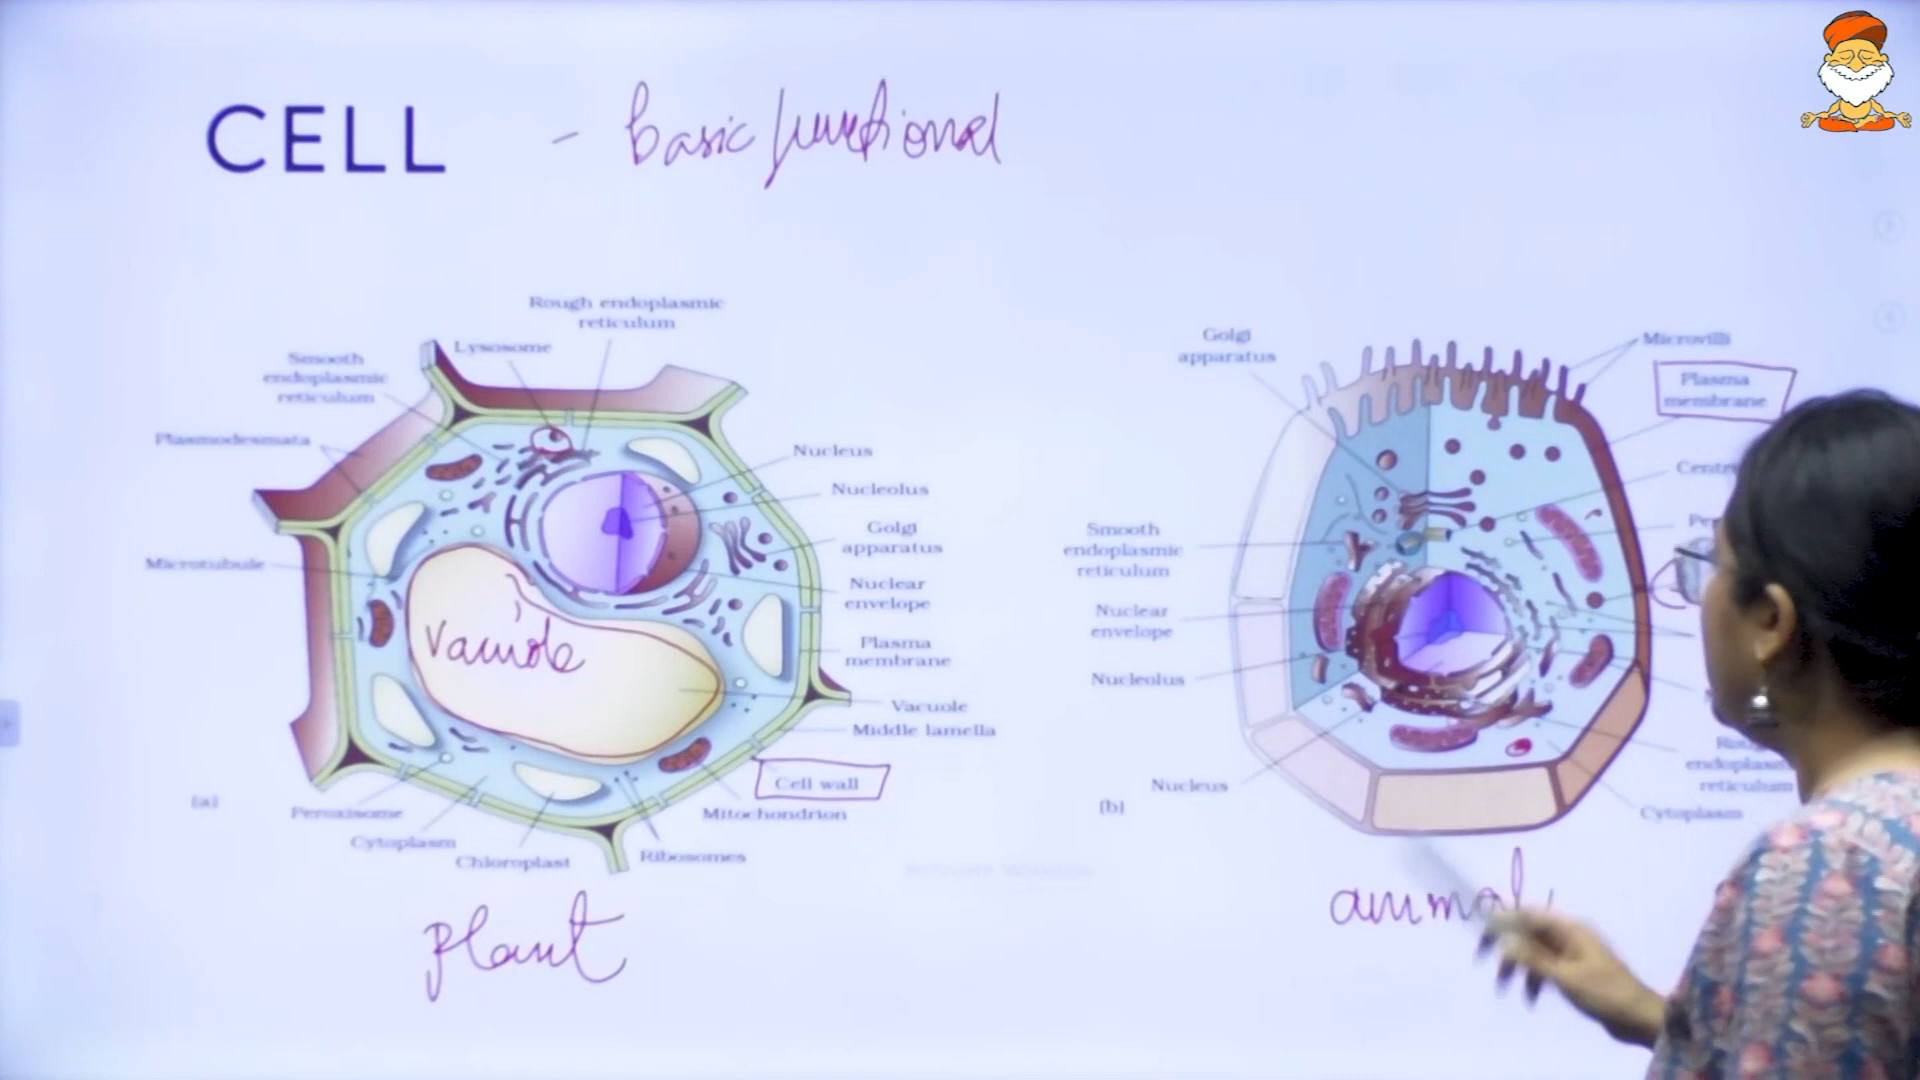 CELL - basic functional
Rough endoplasmic
reticulum
Lysosome
Smooth
endoplasmic
reticulum
Plasmodesmata
Microtubule
Nucleus
Nucleolus
Golgi
apparatus
Nuclear
envelope
Plasma
membrane
Vacuole
Vacuole
Middle lamella
Cell wall
Mitochondrion
Ribosomes
Chloroplast
Cytoplasm
Peroxisome
(a)
plant
Golgi
apparatus
Microvilli
Plasma
membrane
Smooth
endoplasmic
reticulum
Nuclear
envelope
Nucleolus
Nucleus
endoplasmic
reticulum
Cytoplasm
(b)
animal